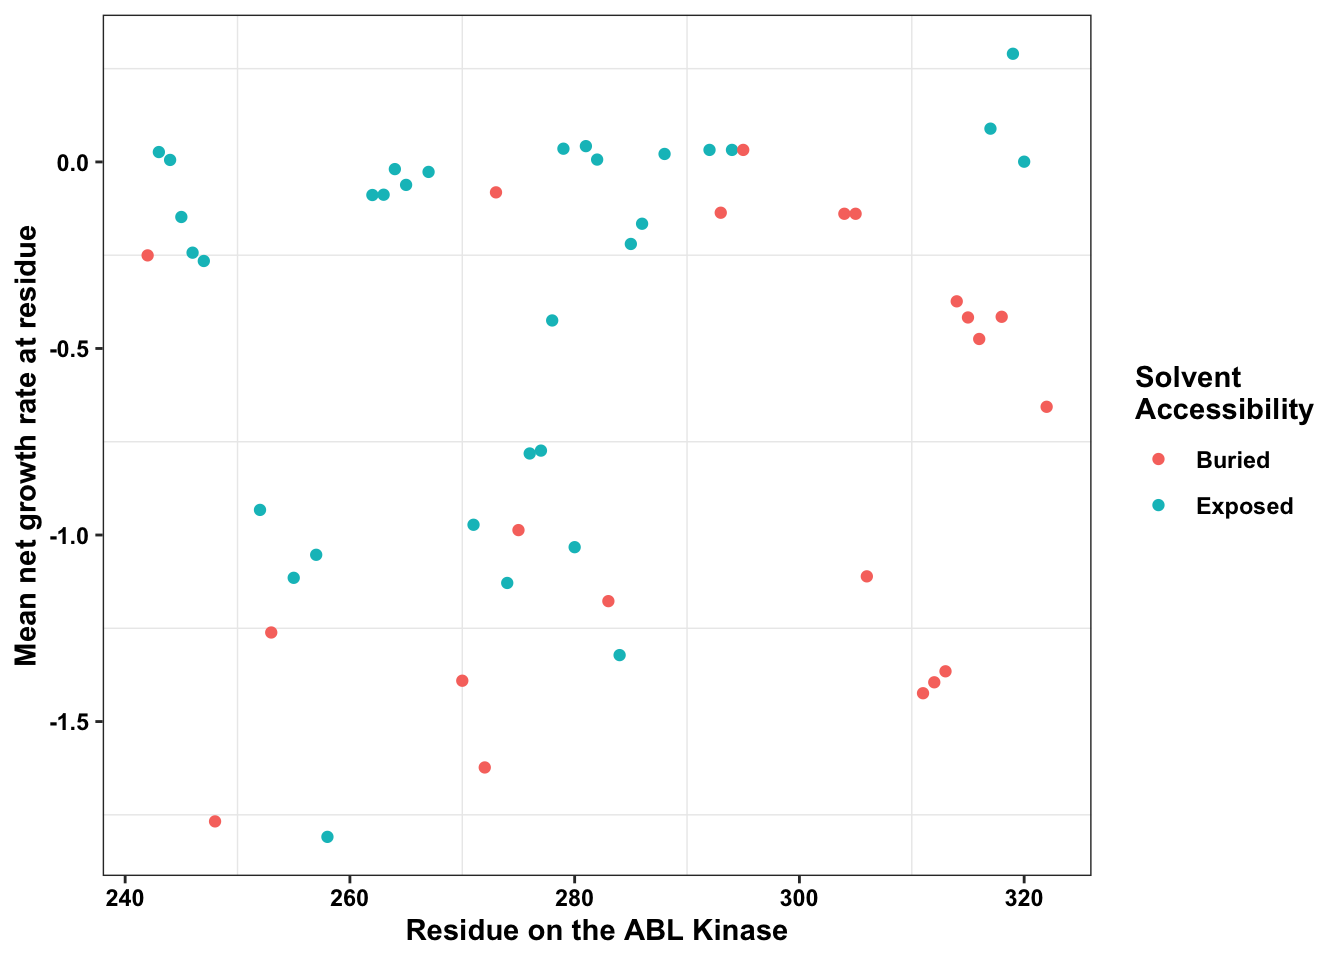 Mean net growth rate at residue
0.0
-0.5
-1.0
-1.5
240 260 280 300 320
Residue on the ABL Kinase
Solvent
Accessibility
Buried
Exposed